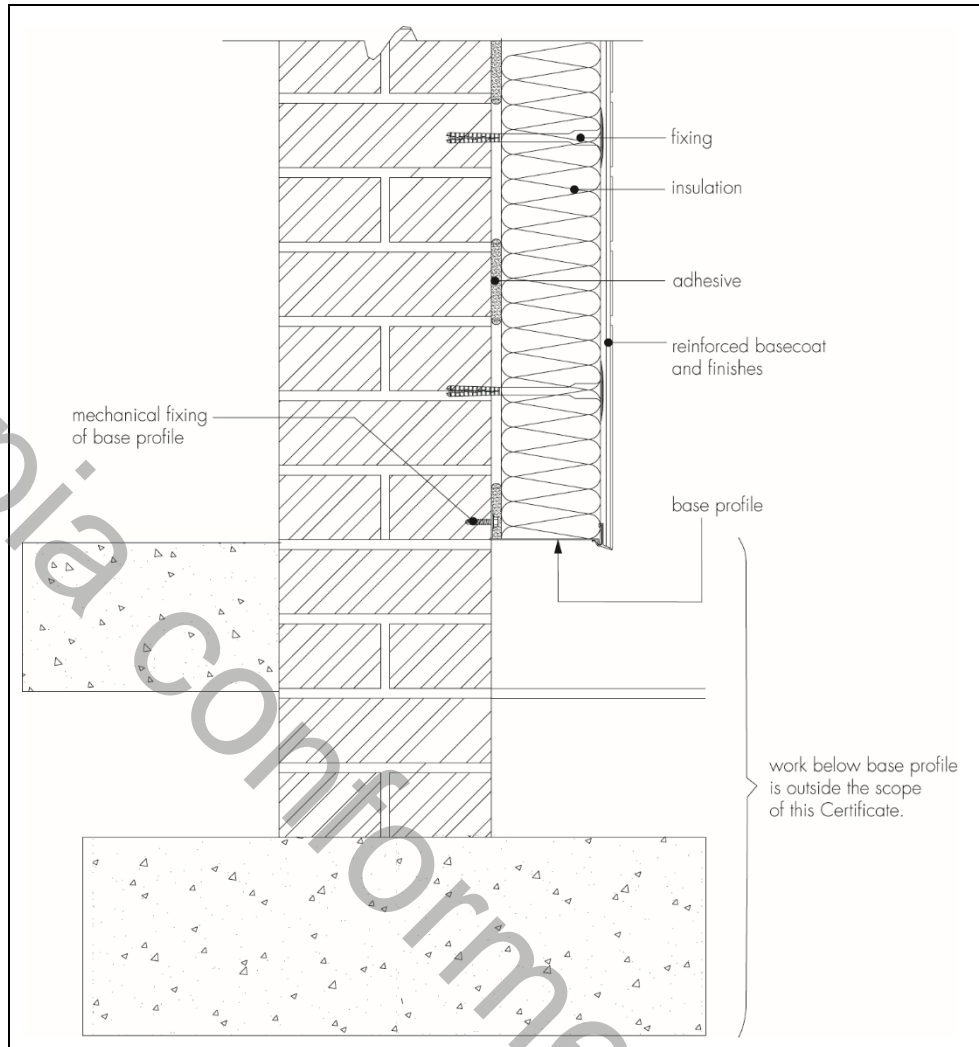 fixing
insulation
adhesive
reinforced basecoat
and finishes
mechanical fixing
of base profile
base profile
work below base profile
is outside the scope
of this Certificate.
pia conforme